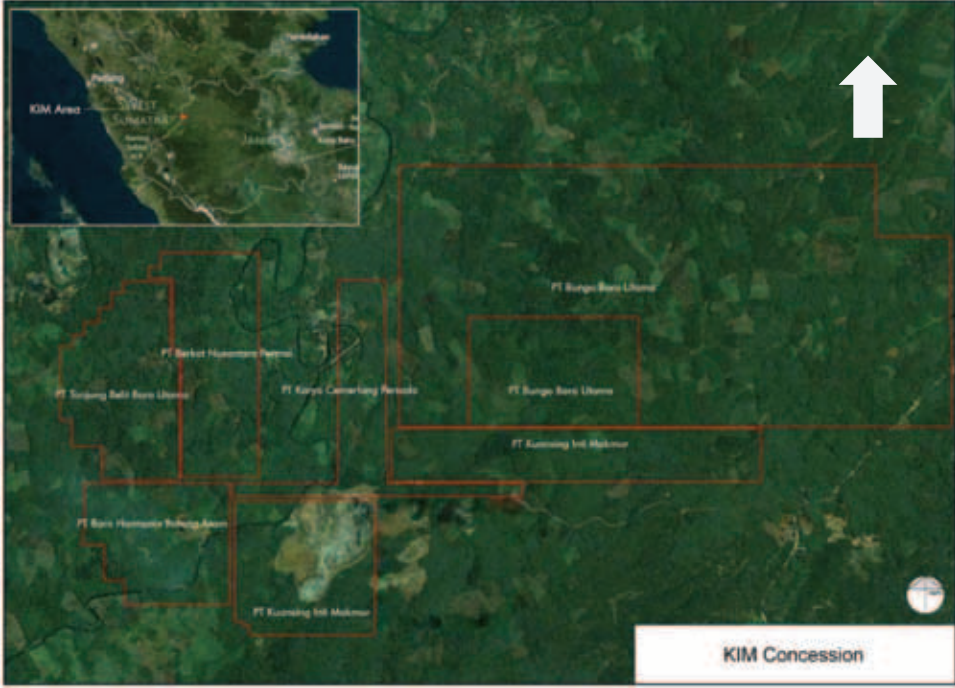 Padang
KIM Area
WEST
SUMATRA
PT Bungo Bara Utama
PT Berkat Nusantara Permai
PT Karya Cemerlang Persada
PT Tanjung Belit Bara Utama
PT Bungo Bara Utama
PT Kuansing Inti Makmur
PT Bara Harmonis Batang Asam
PT Kuansing Inti Makmur
KIM Concession